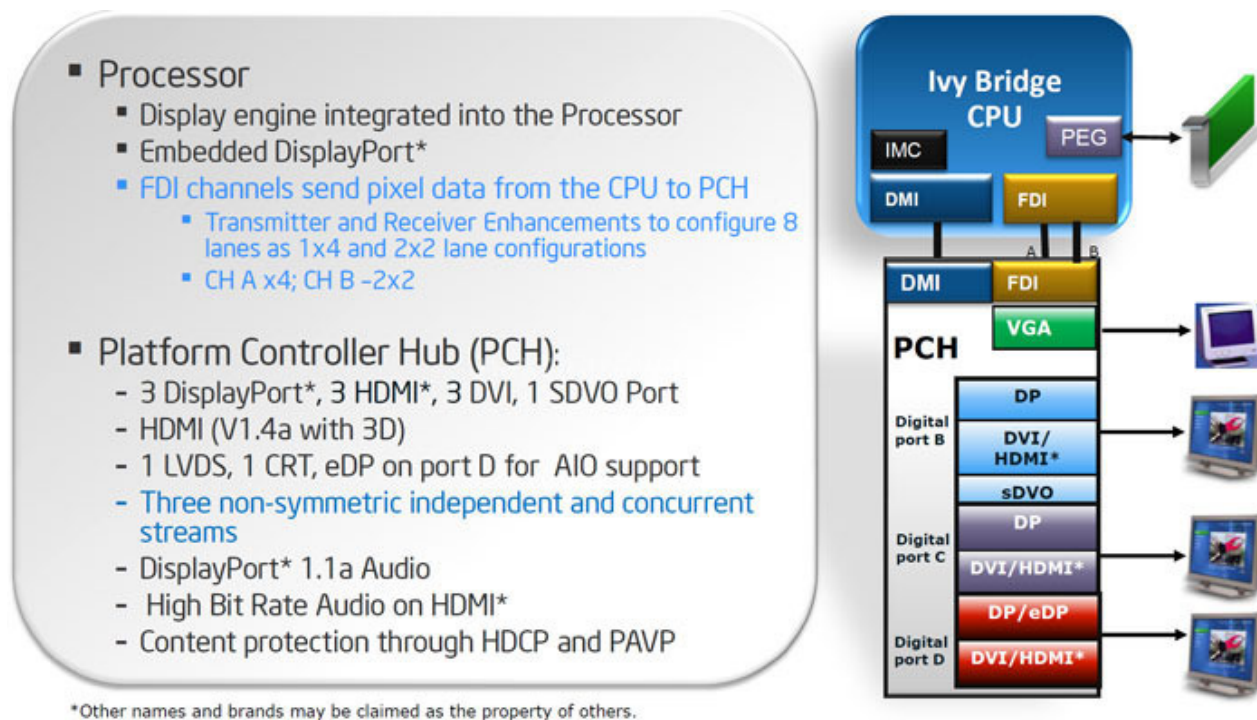 ▪ Processor
▪ Display engine integrated into the Processor
▪ Embedded DisplayPort*
▪ FDI channels send pixel data from the CPU to PCH
▪ Transmitter and Receiver Enhancements to configure 8
lanes as 1x4 and 2x2 lane configurations
▪ CH A x4; CH B –2x2
▪ Platform Controller Hub (PCH):
– 3 DisplayPort*, 3 HDMI*, 3 DVI, 1 SDVO Port
– HDMI (V1.4a with 3D)
– 1 LVDS, 1 CRT, eDP on port D for AIO support
– Three non-symmetric independent and concurrent
streams
– DisplayPort* 1.1a Audio
– High Bit Rate Audio on HDMI*
– Content protection through HDCP and PAVP
*Other names and brands may be claimed as the property of others.
Ivy Bridge
CPU
IMC
PEG
DMI
FDI
A
B
DMI
FDI
VGA
PCH
Digital
port B
DP
DVI/
HDMI*
sDVO
Digital
port C
DP
DVI/HDMI*
Digital
port D
DP/eDP
DVI/HDMI*